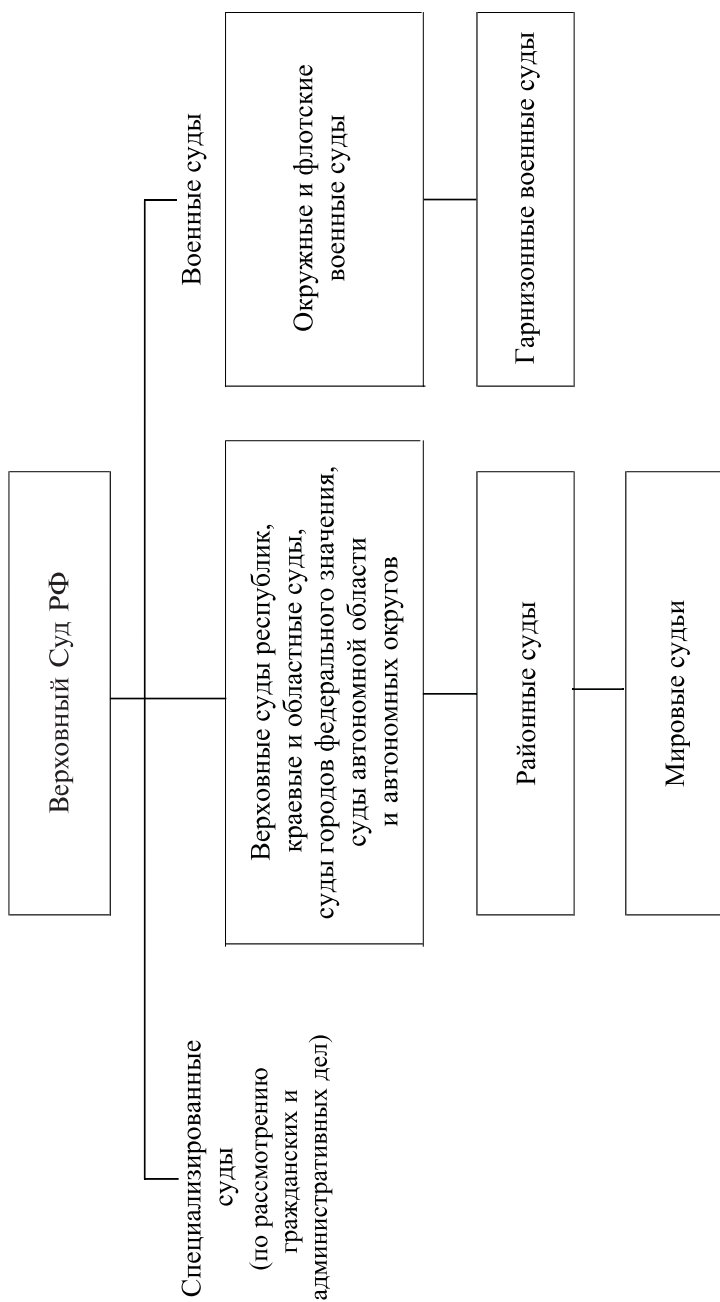 Верховный Суд РФ
Специализированные
суды
(по рассмотрению
гражданских и
административных дел)
Верховные суды республик,
краевые и областные суды,
суды городов федерального значения,
суды автономной области
и автономных округов
Районные суды
Мировые судьи
Военные суды
Окружные и флотские
военные суды
Гарнизонные военные суды